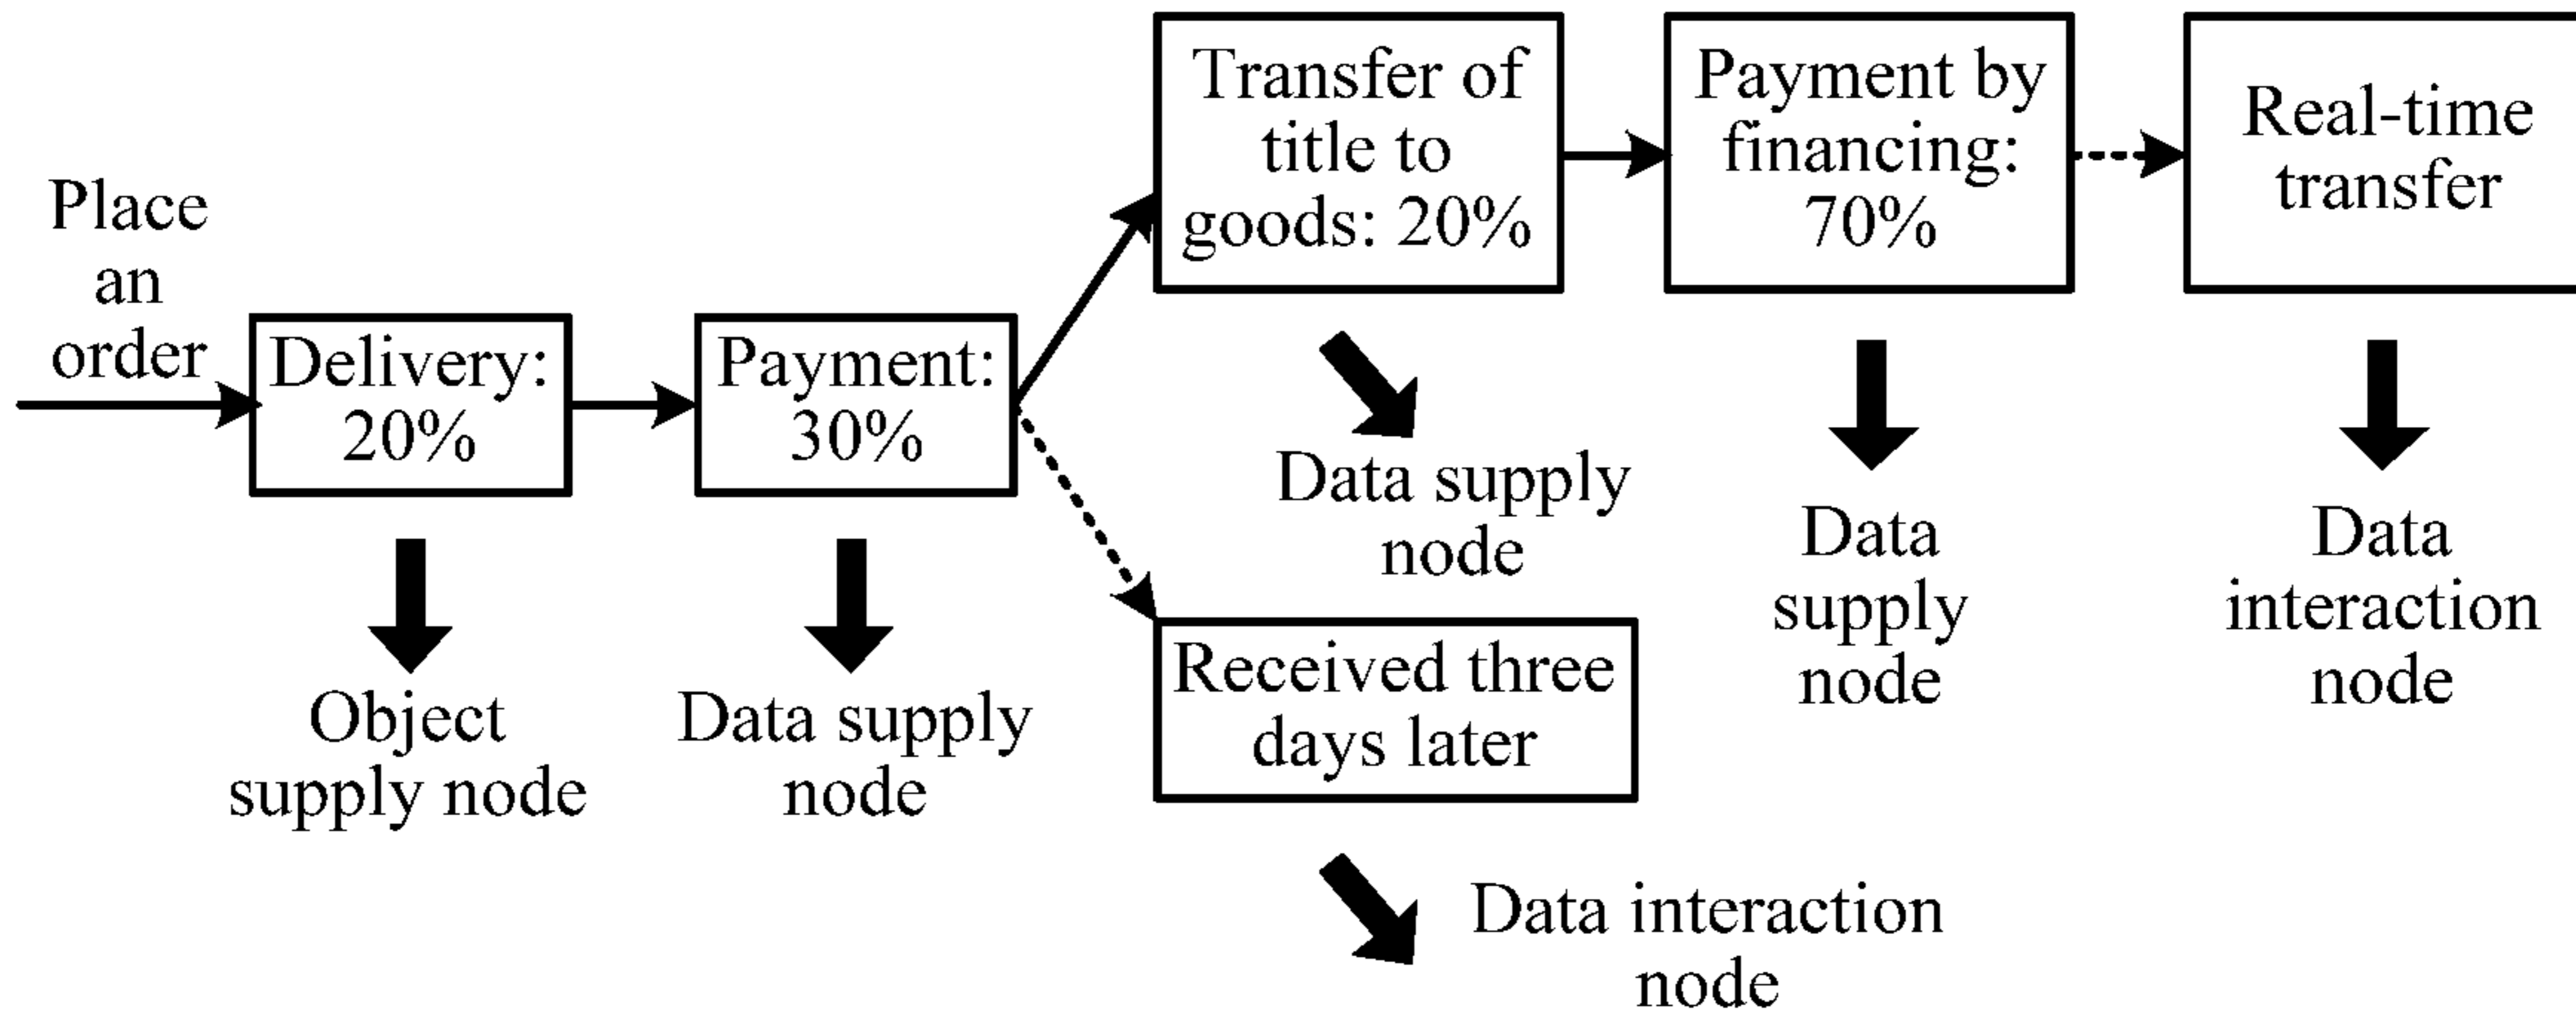 Place
an
order
Delivery:
20%
Object
supply node
Payment:
30%
Data supply
node
Transfer of
title to
goods: 20%
Data supply
node
Received three
days later
Data interaction
node
Payment by
financing:
70%
Data
supply
node
Real-time
transfer
Data
interaction
node